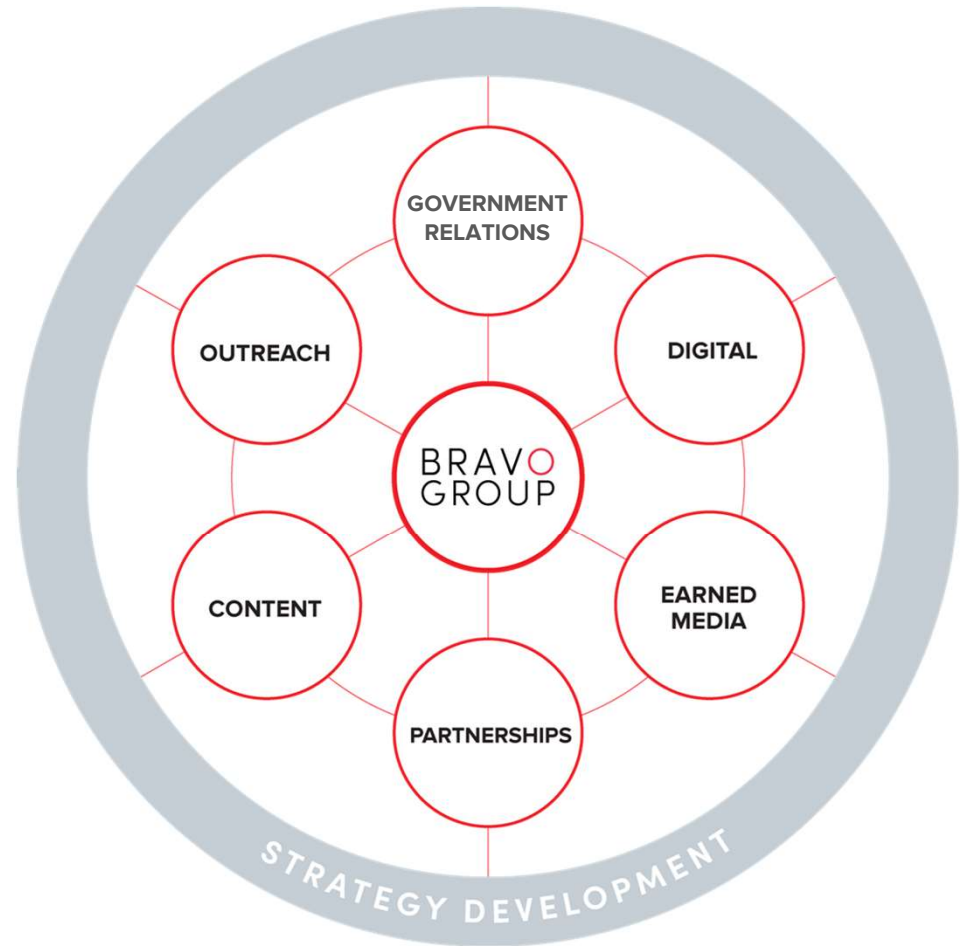 GOVERNMENT
RELATIONS
OUTREACH
DIGITAL
BRAVO
GROUP
CONTENT
EARNED
MEDIA
PARTNERSHIPS
STRATEGY DEVELOPMENT